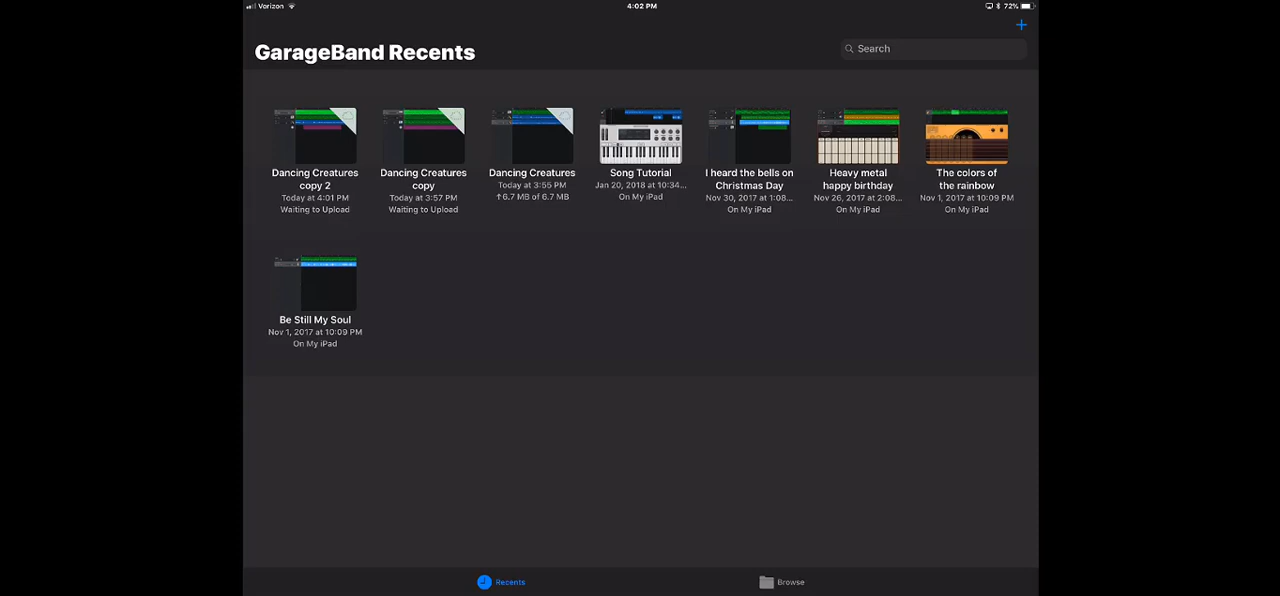 Verizon
4:02 PM
72%
GarageBand Recents
Search
Dancing Creatures
copy 2
Today at 4:01 PM
Waiting to Upload
Dancing Creatures
copy
Today at 3:57 PM
Waiting to Upload
Dancing Creatures
Today at 3:55 PM
↑6.7 MB of 6.7 MB
Song Tutorial
Jan 20, 2018 at 10:34...
On My iPad
I heard the bells on
Christmas Day
Nov 30, 2017 at 1:08...
On My iPad
Heavy metal
happy birthday
Nov 26, 2017 at 2:08...
On My iPad
The colors of
the rainbow
Nov 1, 2017 at 10:09 PM
On My iPad
Be Still My Soul
Nov 1, 2017 at 10:09 PM
On My iPad
Recents
Browse